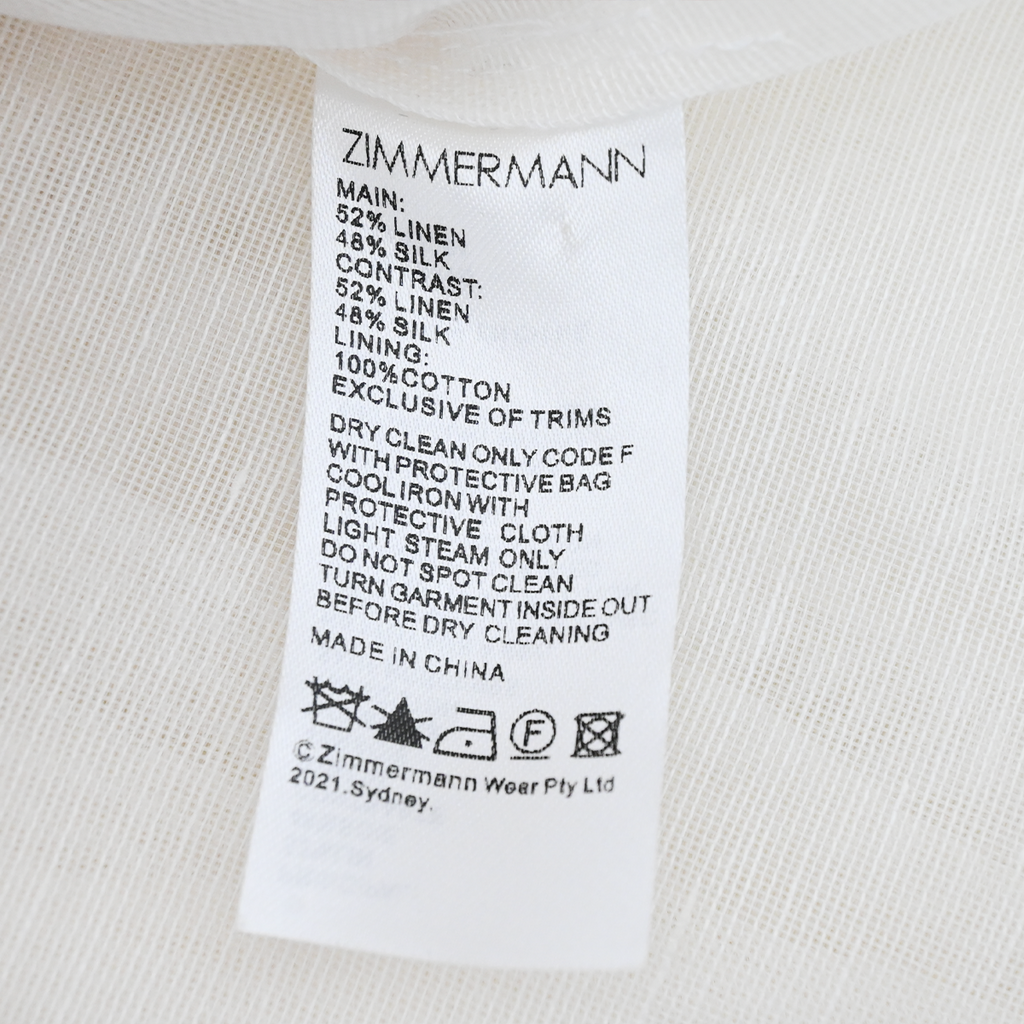 ZIMMERMANN
MAIN:
52% LINEN
48% SILK
CONTRAST:
52% LINEN
48% SILK
LINING:
100%COTTON
EXCLUSIVE OF TRIMS
DRY CLEAN ONLY CODE F
WITH PROTECTIVE BAG
COOL IRON WITH
PROTECTIVE CLOTH
LIGHT STEAM ONLY
DO NOT SPOT CLEAN
TURN GARMENT INSIDE OUT
BEFORE DRY CLEANING
MADE IN CHINA
F
© Zimmermann Wear Pty Ltd
2021.Sydney.